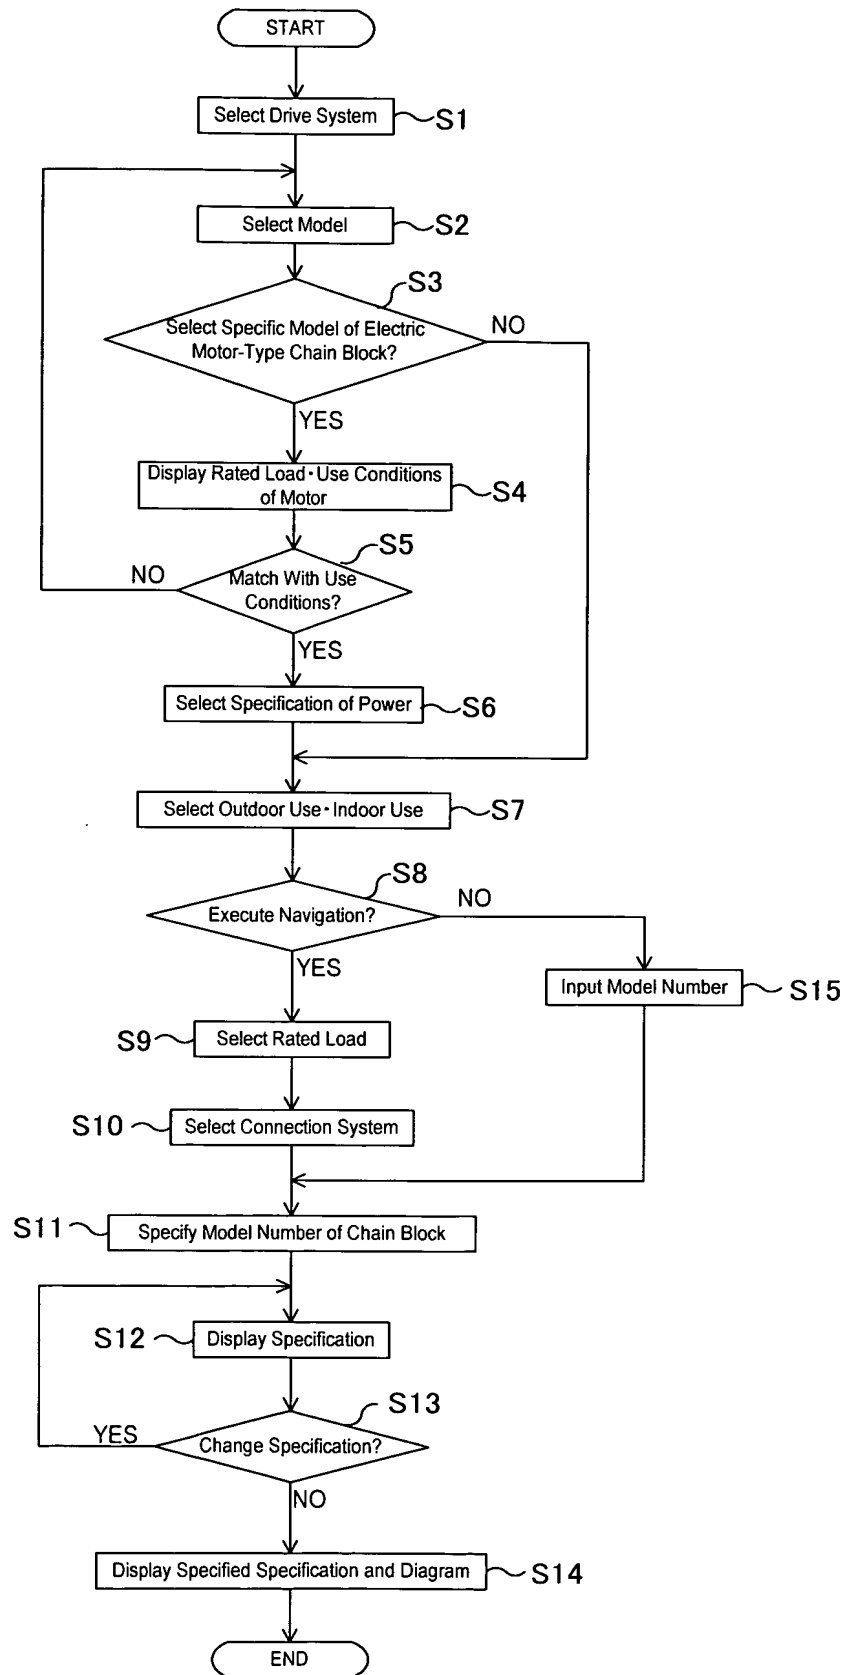 START
Select Drive System
S1
Select Model
S2
S3
Select Specific Model of Electric
Motor-Type Chain Block?
NO
YES
Display Rated Load・Use Conditions
of Motor
S4
S5
NO
Match With Use
Conditions?
YES
Select Specification of Power
S6
Select Outdoor Use・Indoor Use
S7
S8
Execute Navigation?
NO
YES
Input Model Number
S15
S9
Select Rated Load
S10
Select Connection System
S11
Specify Model Number of Chain Block
S12
Display Specification
S13
YES
Change Specification?
NO
Display Specified Specification and Diagram
S14
END